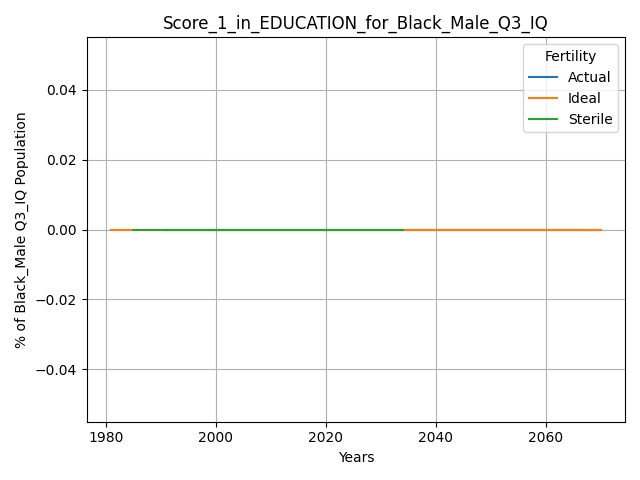 Score_1_in_EDUCATION_for_Black_Male_Q3_IQ
Fertility
Actual
Ideal
Sterile
0.04
0.02
0.00
−0.02
−0.04
% of Black_Male Q3_IQ Population
1980
2000
2020
2040
2060
Years